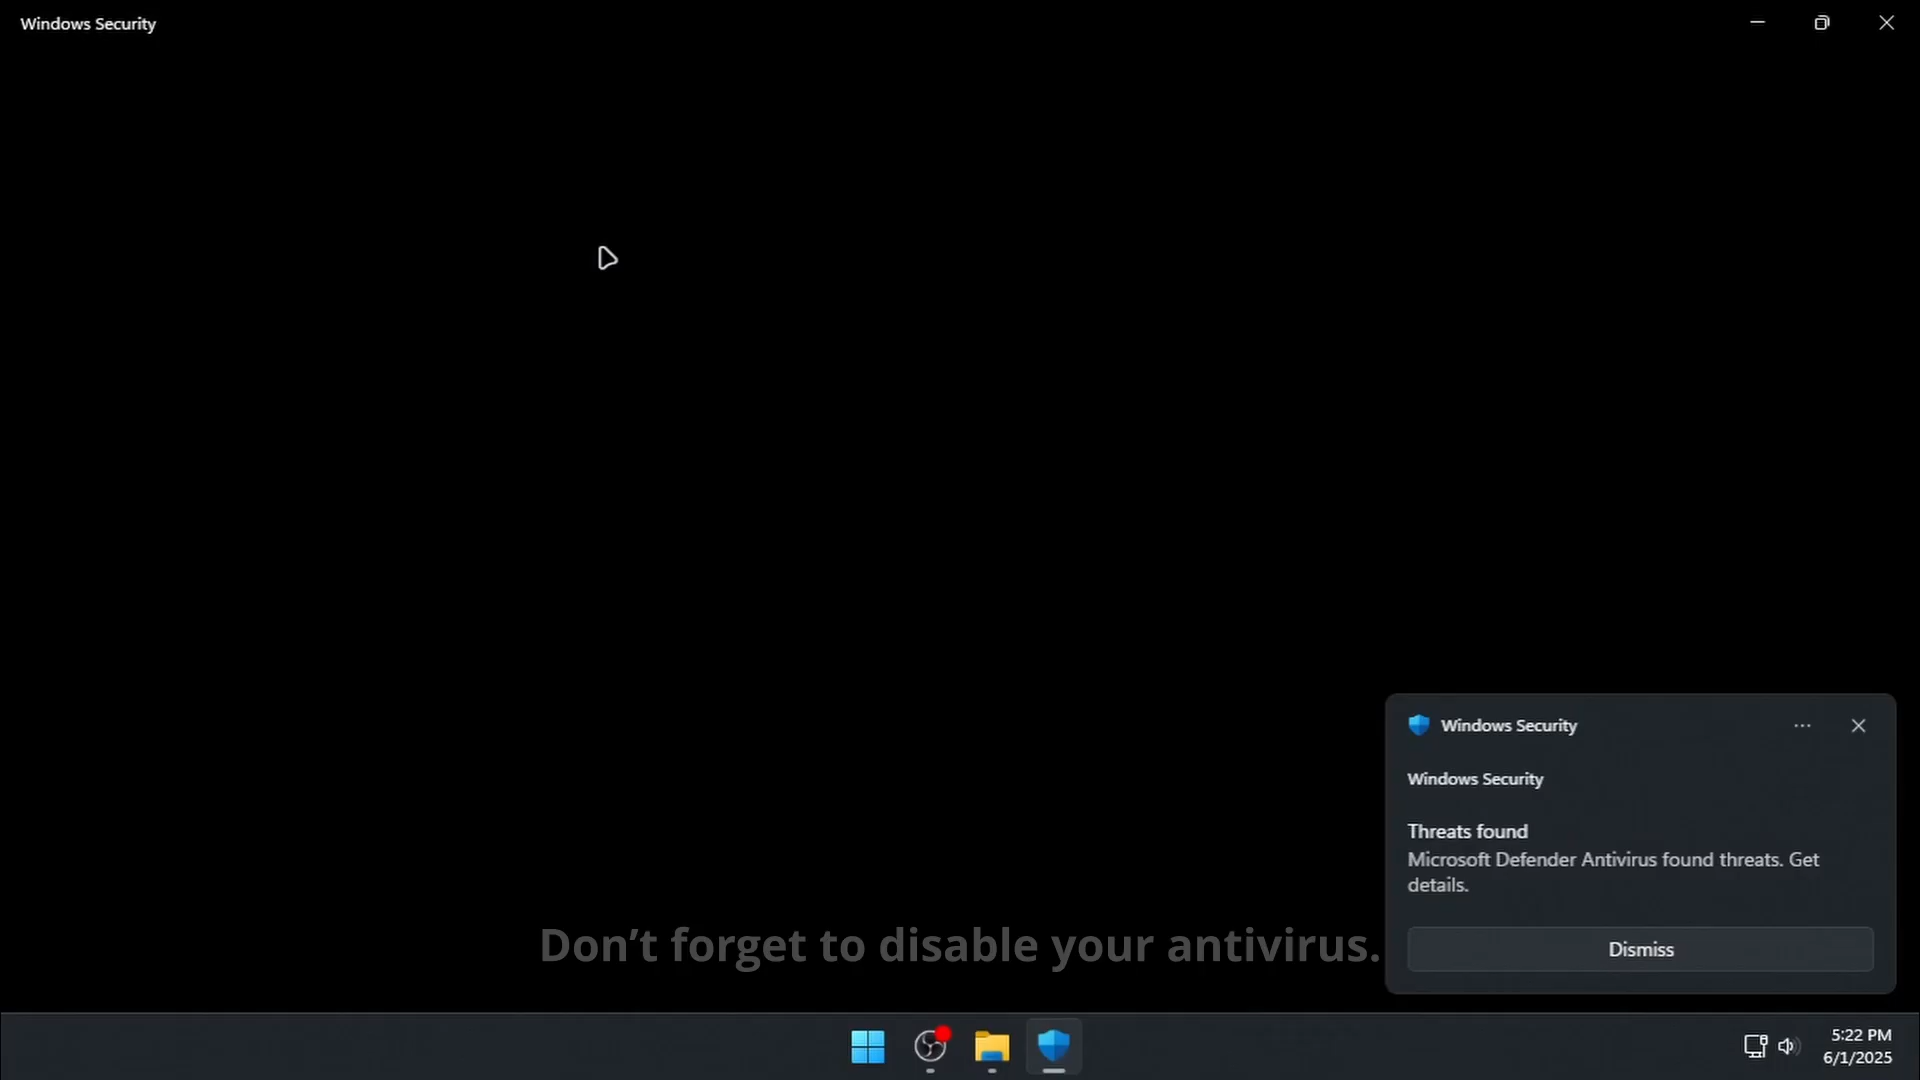 Windows Security
Windows Security
Windows Security
Threats found
Microsoft Defender Antivirus found threats. Get
details.
Dismiss
Don’t forget to disable your antivirus.
5:22 PM
6/1/2025